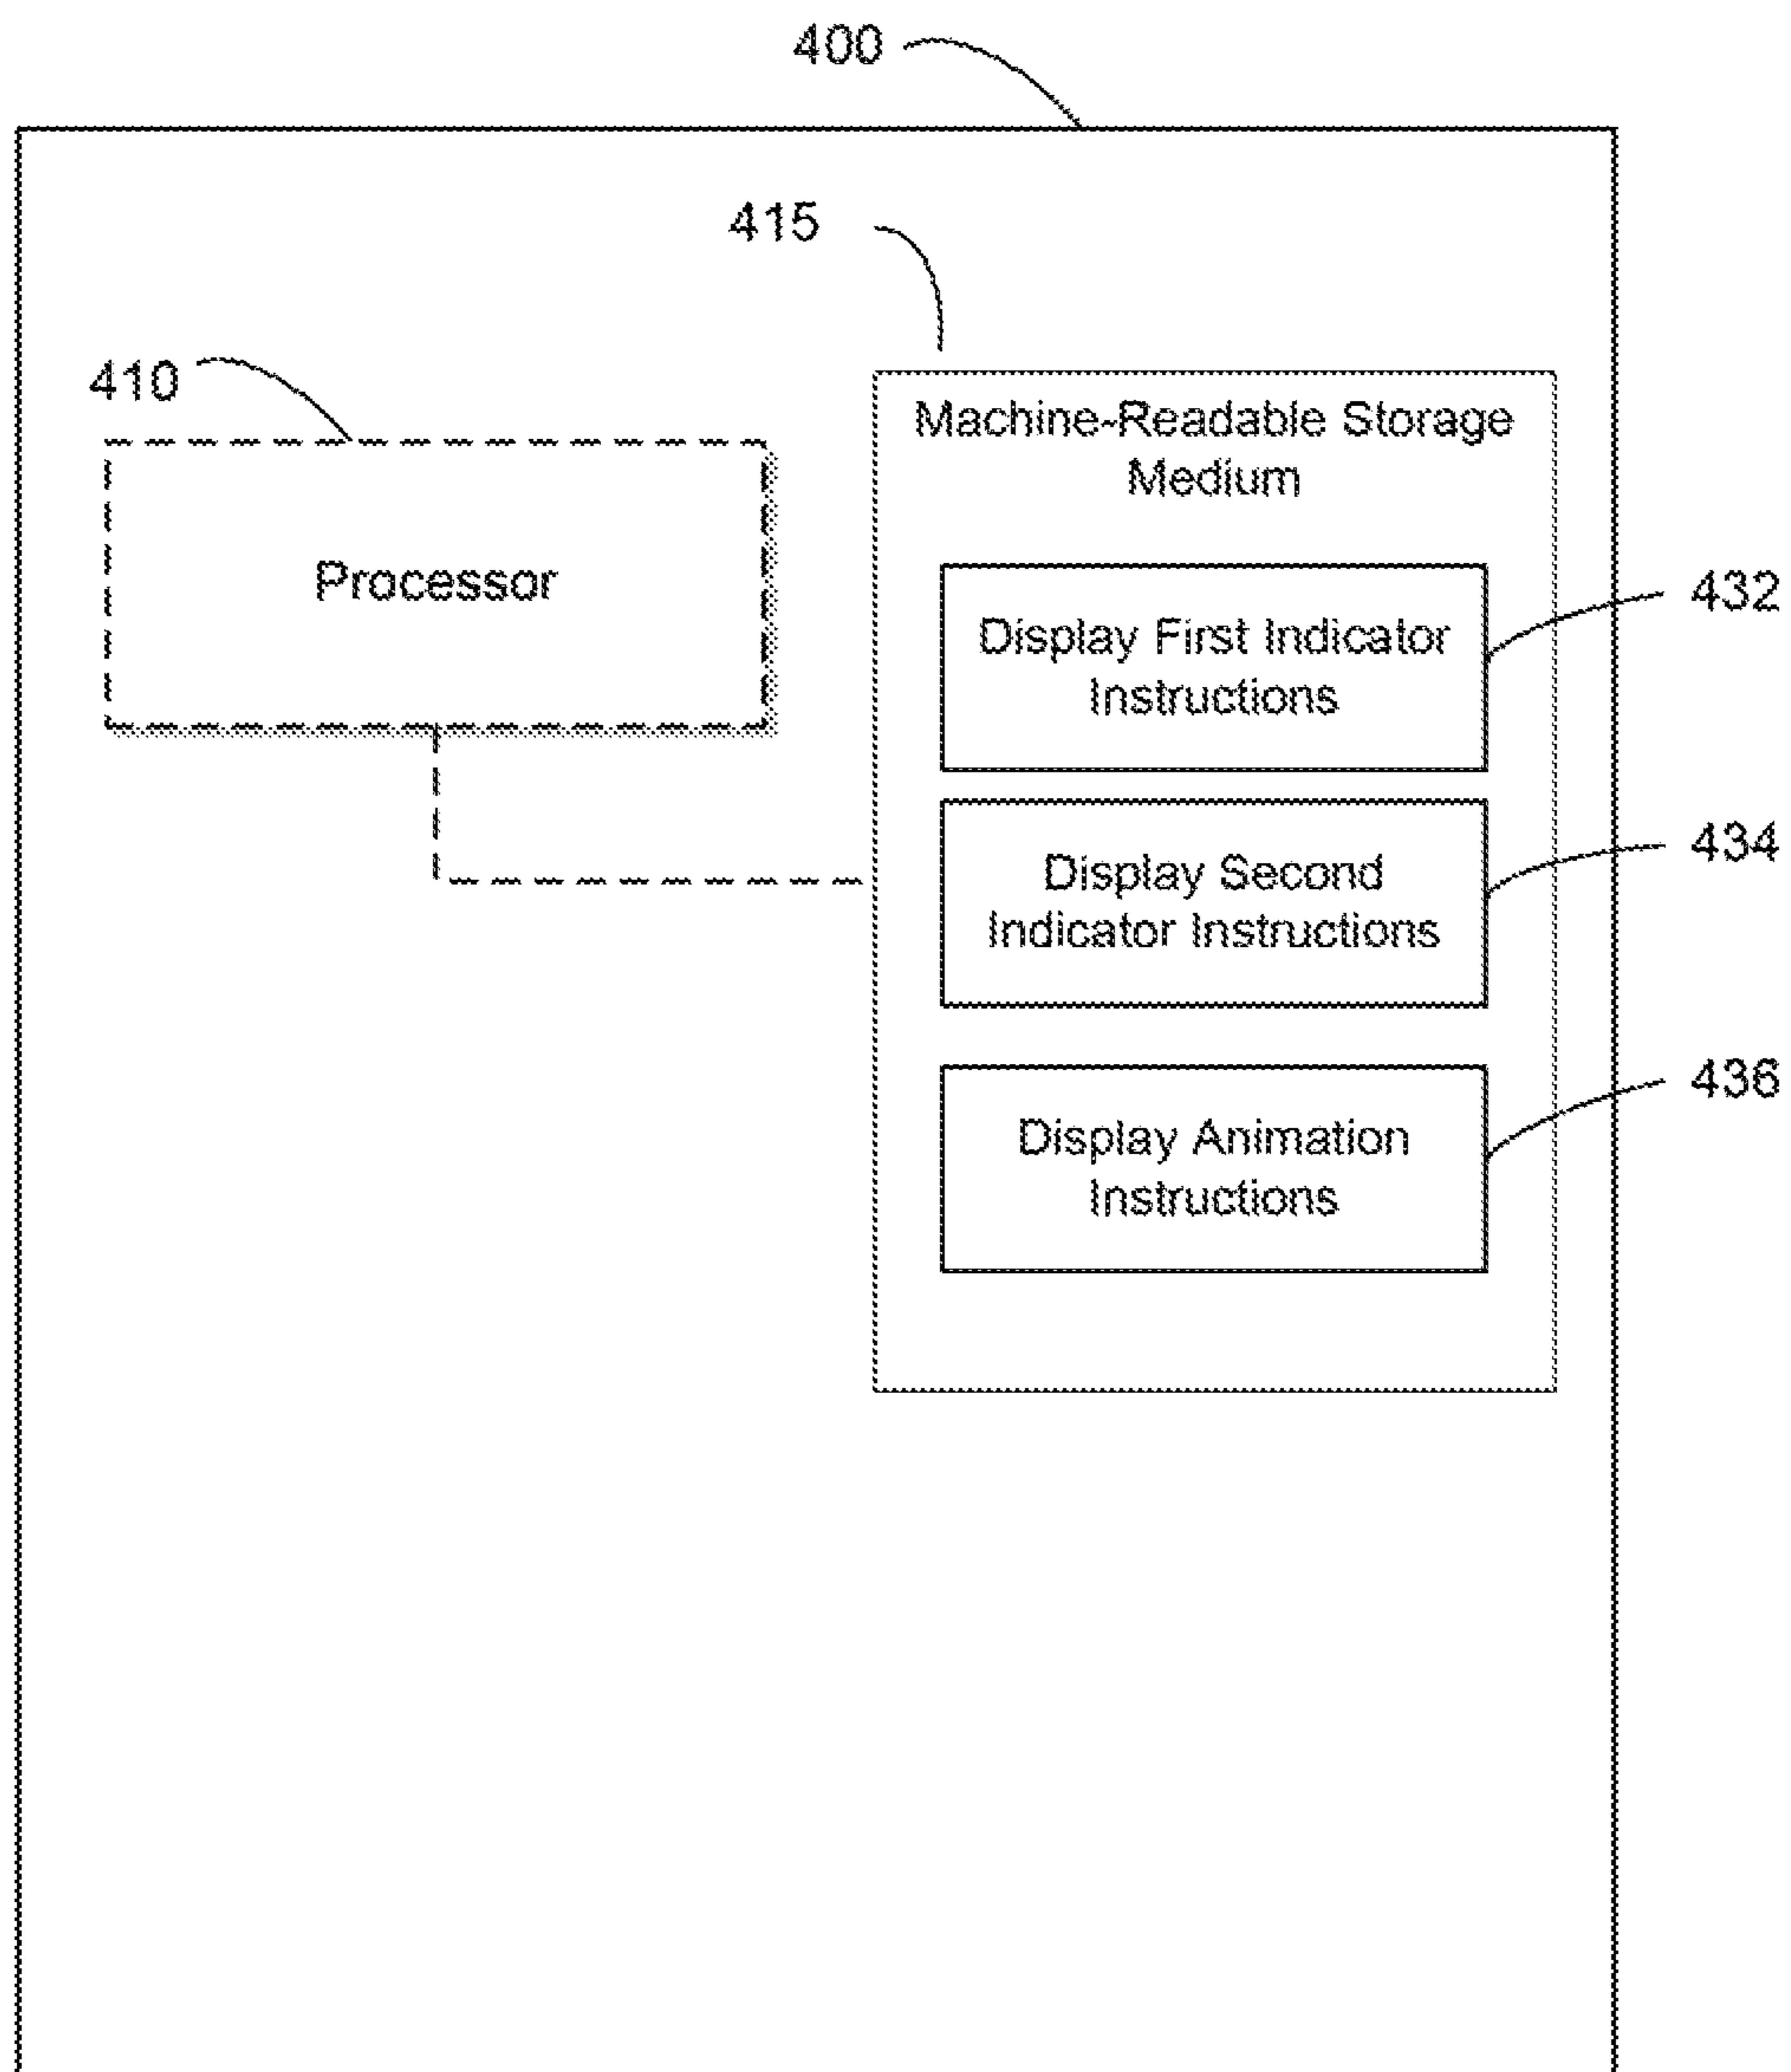 400
415
410
Machine-Readable Storage
Medium
Processor
Display First Indicator
Instructions
432
Display Second
Indicator Instructions
434
Display Animation
Instructions
436